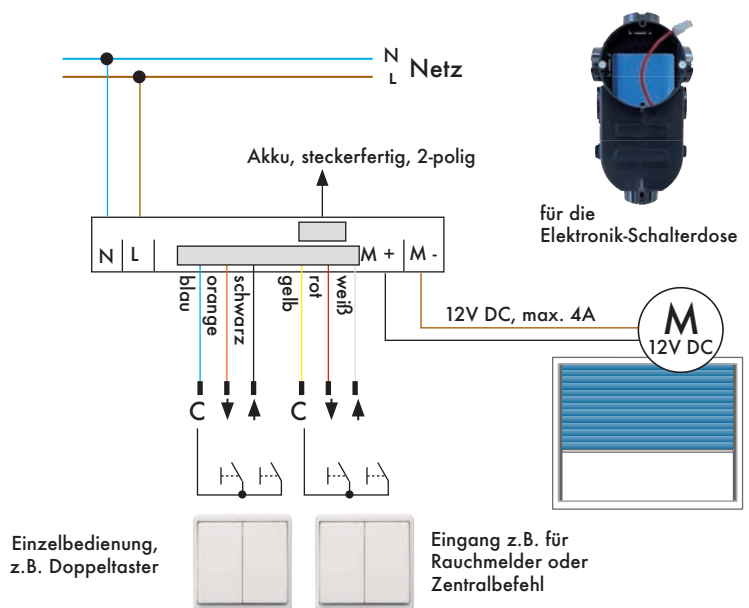 N
L
Netz
Akku, steckerfertig, 2-polig
für die
Elektronik-Schalterdose
N
L
M +
M -
blau
orange
schwarz
gelb
rot
weiß
12V DC, max. 4A
M
12V DC
C
C
Einzelbedienung,
z.B. Doppeltaster
Eingang z.B. für
Rauchmelder oder
Zentralbefehl